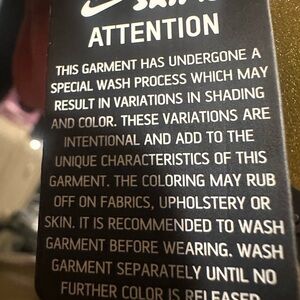 ATTENTION
THIS GARMENT HAS UNDERGONE A
SPECIAL WASH PROCESS WHICH MAY
RESULT IN VARIATIONS IN SHADING
AND COLOR. THESE VARIATIONS ARE
INTENTIONAL AND ADD TO THE
UNIQUE CHARACTERISTICS OF THIS
GARMENT. THE COLORING MAY RUB
OFF ON FABRICS, UPHOLSTERY OR
SKIN. IT IS RECOMMENDED TO WASH
GARMENT BEFORE WEARING. WASH
GARMENT SEPARATELY UNTIL NO
FURTHER COLOR IS RELEASED